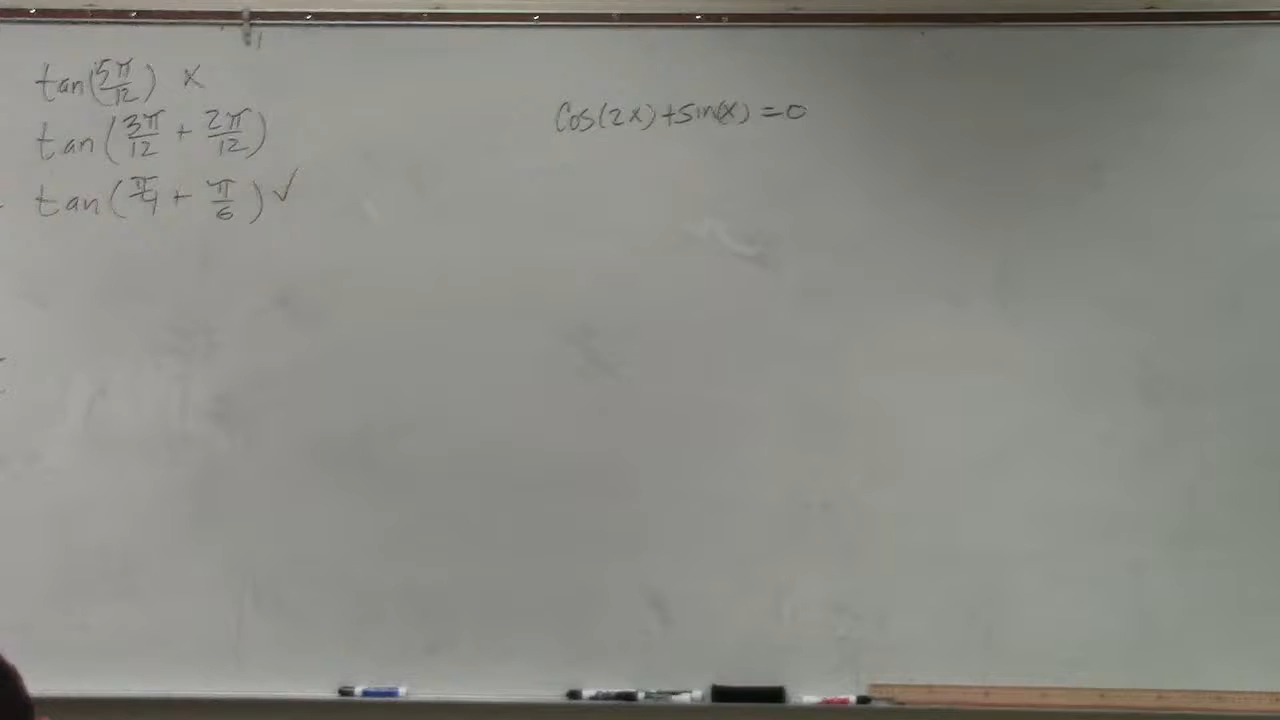 tan(5π/12) x
tan(3π/12 + 2π/12)
tan(π/4 + π/6) ✓
Cos(2x)+Sin(x)=0